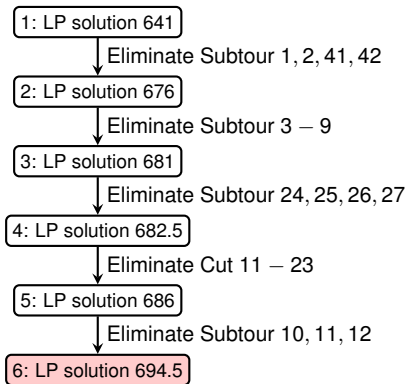 1: LP solution 641
Eliminate Subtour 1, 2, 41, 42
2: LP solution 676
Eliminate Subtour 3 − 9
3: LP solution 681
Eliminate Subtour 24, 25, 26, 27
4: LP solution 682.5
Eliminate Cut 11 − 23
5: LP solution 686
Eliminate Subtour 10, 11, 12
6: LP solution 694.5